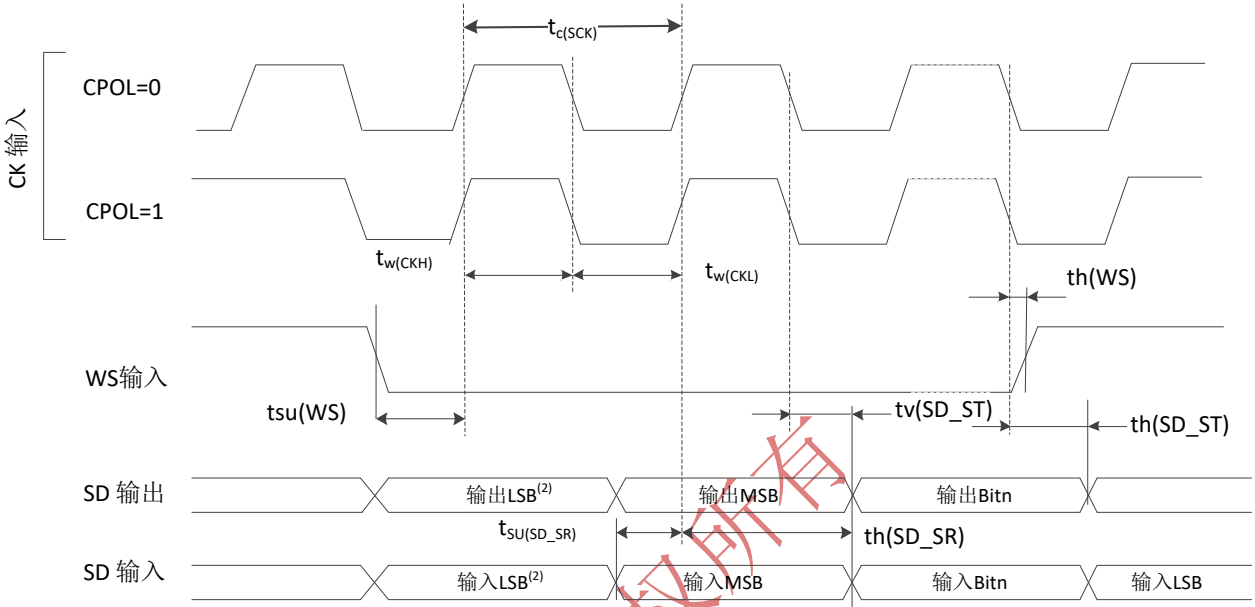 tc(SCK)
CPOL=0
CK 输入
CPOL=1
tw(CKH)
tw(CKL)
th(WS)
WS输入
tsu(WS)
tv(SD_ST)
th(SD_ST)
SD 输出
输出LSB(2)
输出MSB
输出Bitn
tSU(SD_SR)
th(SD_SR)
SD 输入
输入LSB(2)
输入MSB
输入Bitn
输入LSB
权所有